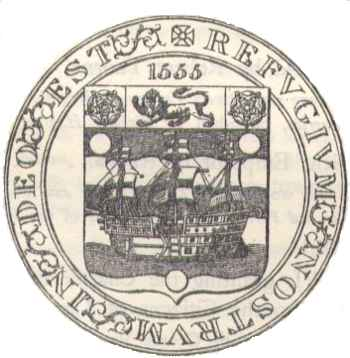 REFVGIVM NOSTRVM IN DEO EST
1555